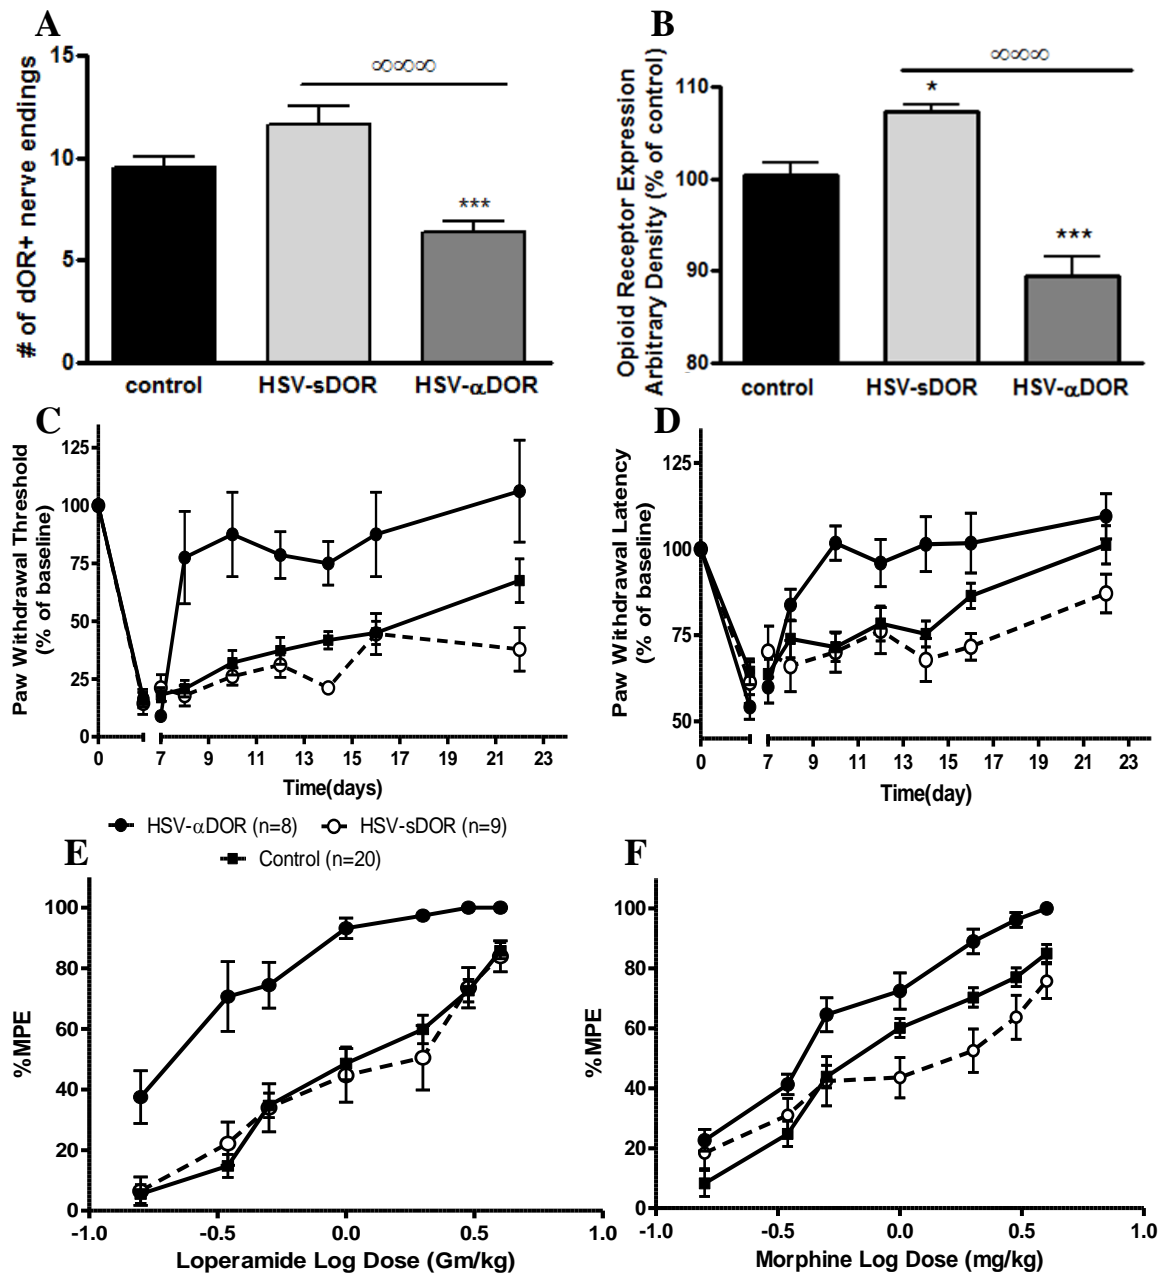 A
# of dOR+ nerve endings
15
10
5
0
∞∞∞
***
control
HSV-sDOR
HSV-αDOR
B
Opioid Receptor Expression
Arbitrary Density (% of control)
110
100
90
80
∞∞∞
*
***
control
HSV-sDOR
HSV-αDOR
C
Paw Withdrawal Threshold
(% of baseline)
125
100
75
50
25
0
0 7 9 11 13 15 17 19 21 23
Time(days)
D
Paw Withdrawal Latency
(% of baseline)
125
100
75
50
0 7 9 11 13 15 17 19 21 23
Time(day)
HSV-αDOR (n=8) HSV-sDOR (n=9)
Control (n=20)
E
%MPE
100
80
60
40
20
0
-1.0 -0.5 0.0 0.5 1.0
Loperamide Log Dose (Gm/kg)
F
%MPE
100
80
60
40
20
0
-1.0 -0.5 0.0 0.5 1.0
Morphine Log Dose (mg/kg)